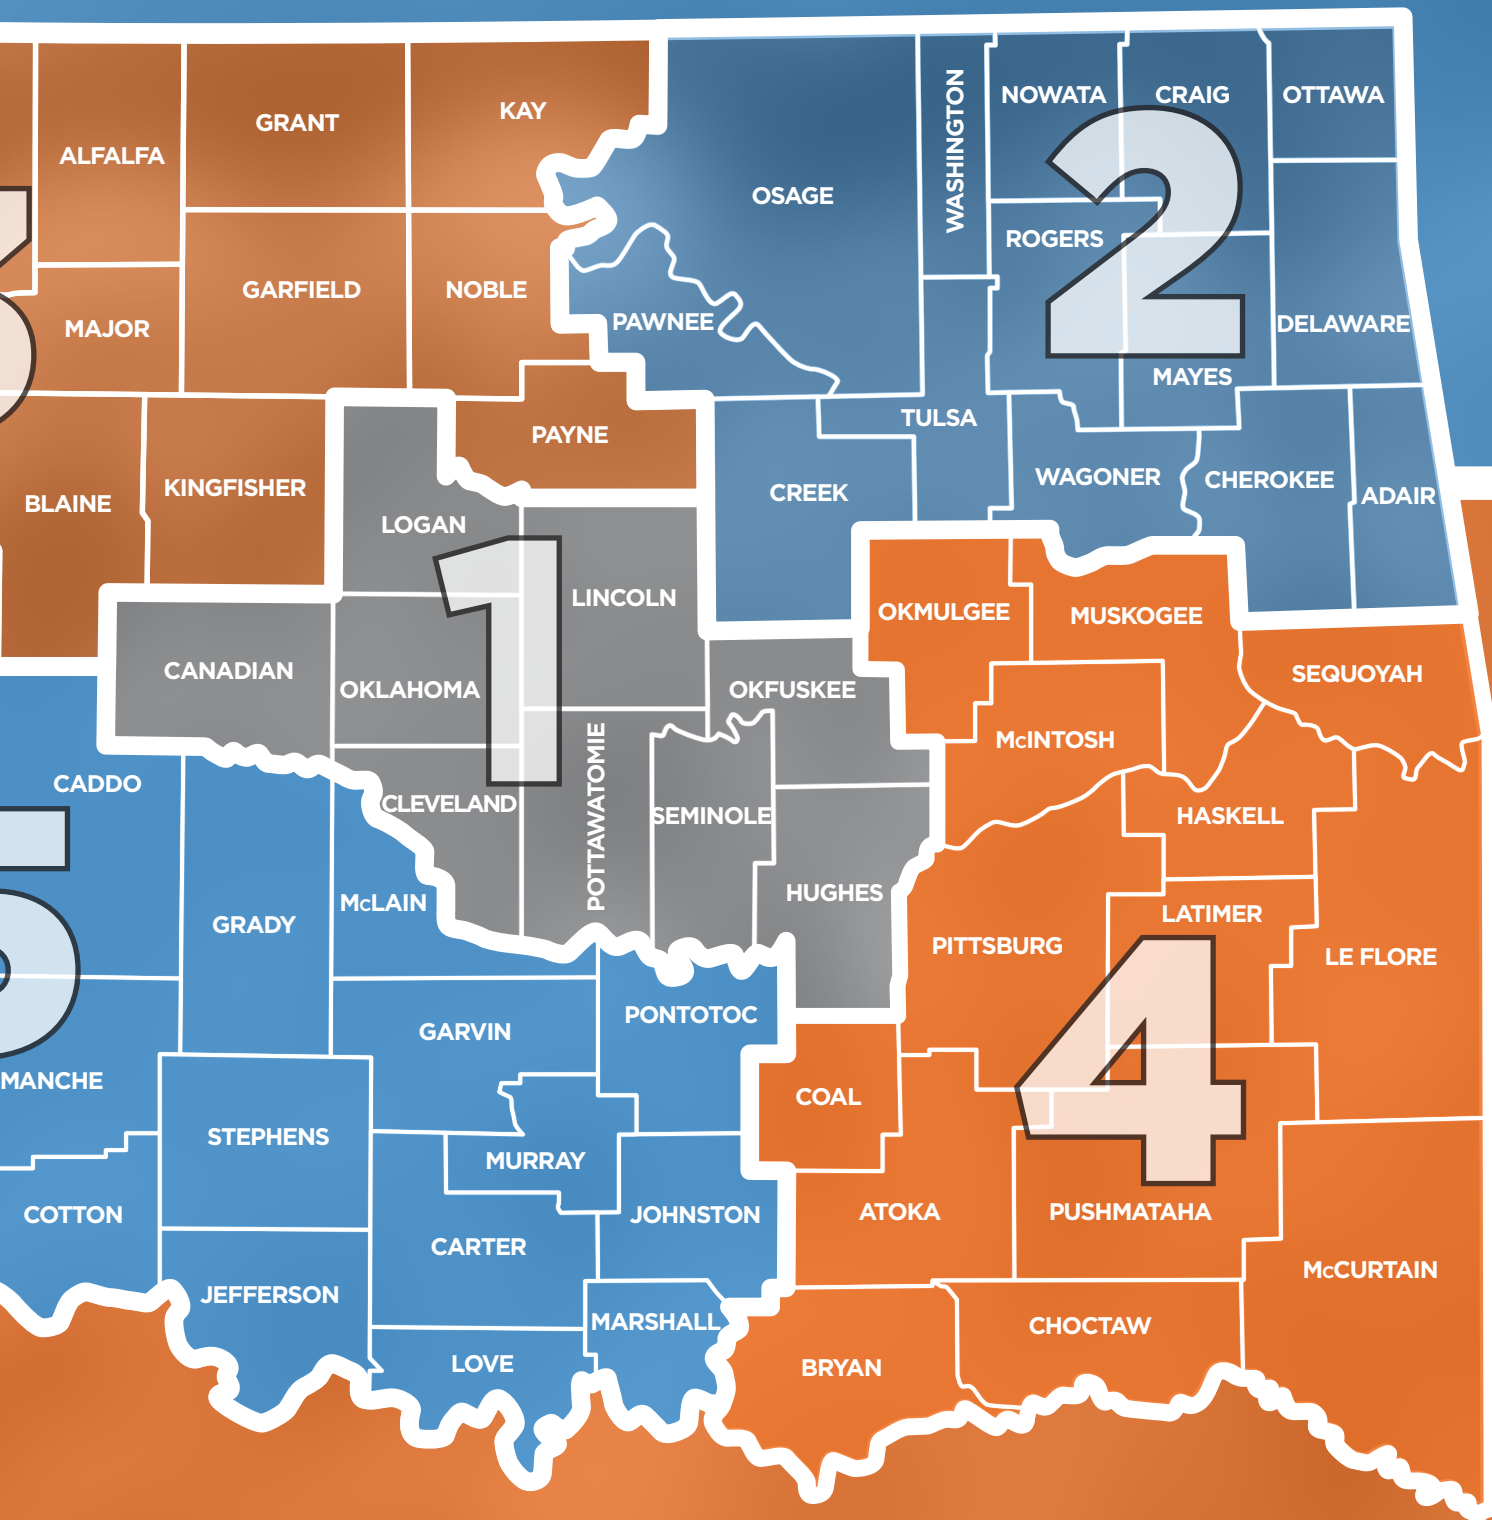 GRANT
KAY
ALFALFA
NOWATA
CRAIG
OTTAWA
WASHINGTON
OSAGE
2
ROGERS
GARFIELD
NOBLE
MAJOR
PAWNEE
DELAWARE
MAYES
TULSA
PAYNE
BLAINE
KINGFISHER
LOGAN
CREEK
WAGONER
CHEROKEE
ADAIR
1
LINCOLN
OKMULGEE
MUSKOGEE
CANADIAN
OKLAHOMA
OKFUSKEE
SEQUOYAH
McINTOSH
CADDO
CLEVELAND
POTTAWATOMIE
SEMINOLE
HASKELL
McLAIN
GRADY
HUGHES
LATIMER
PITTSBURG
LE FLORE
5
GARVIN
PONTOTOC
4
MANCHE
COAL
STEPHENS
MURRAY
COTTON
JOHNSTON
ATOKA
PUSHMATAHA
CARTER
McCURTAIN
JEFFERSON
MARSHALL
CHOCTAW
LOVE
BRYAN